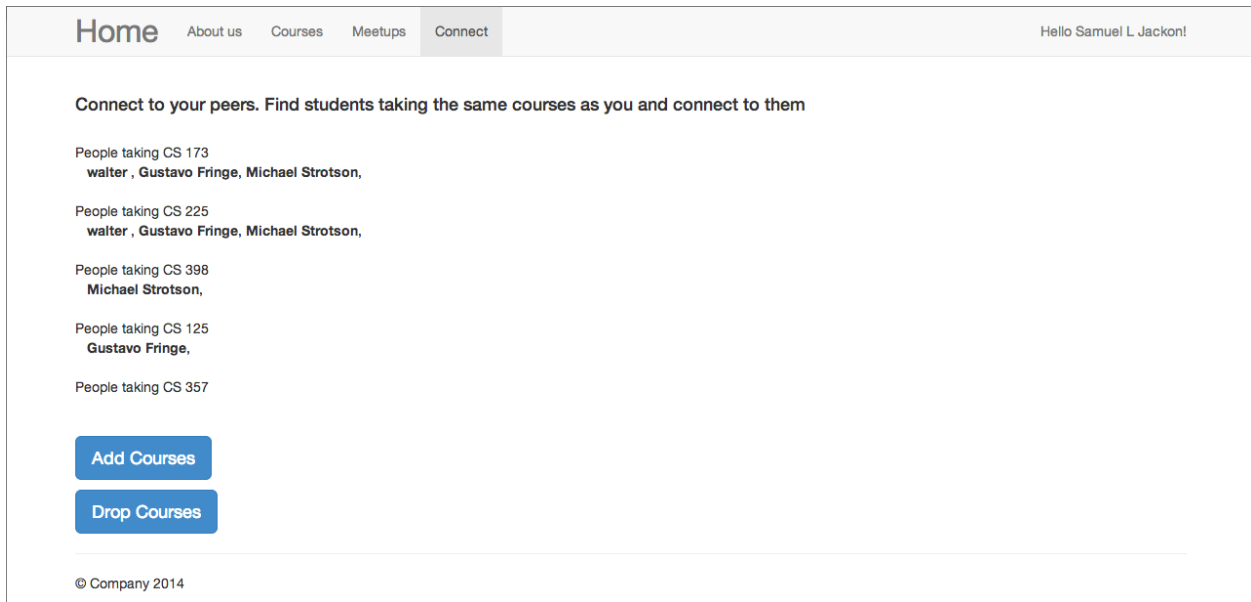 Home About us Courses Meetups Connect Hello Samuel L Jackon!
Connect to your peers. Find students taking the same courses as you and connect to them
People taking CS 173
walter , Gustavo Fringe, Michael Strotson,
People taking CS 225
walter , Gustavo Fringe, Michael Strotson,
People taking CS 398
Michael Strotson,
People taking CS 125
Gustavo Fringe,
People taking CS 357
Add Courses
Drop Courses
© Company 2014